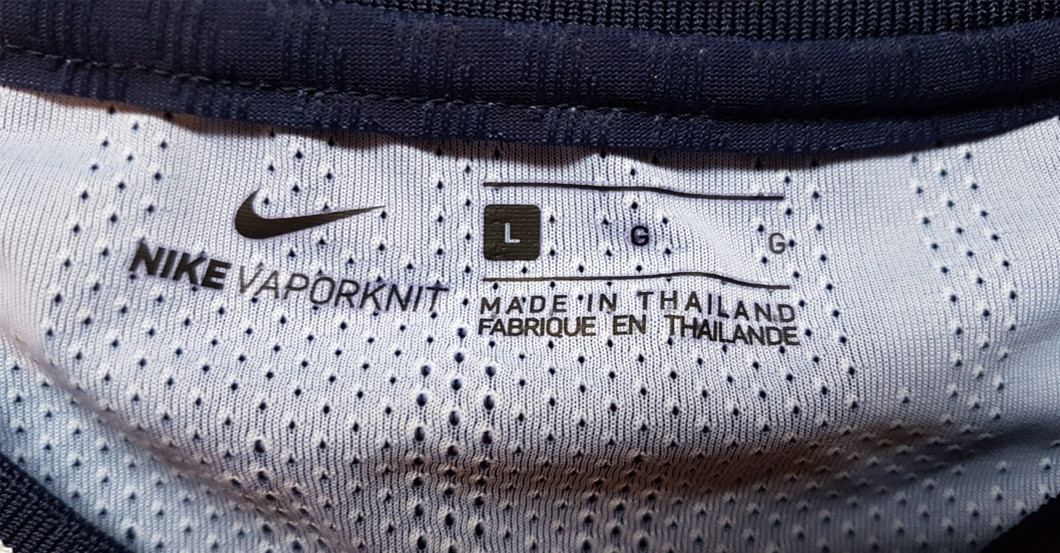 NIKE VAPORKNIT
L G G
MADE IN THAILAND
FABRIQUE EN THAILANDE